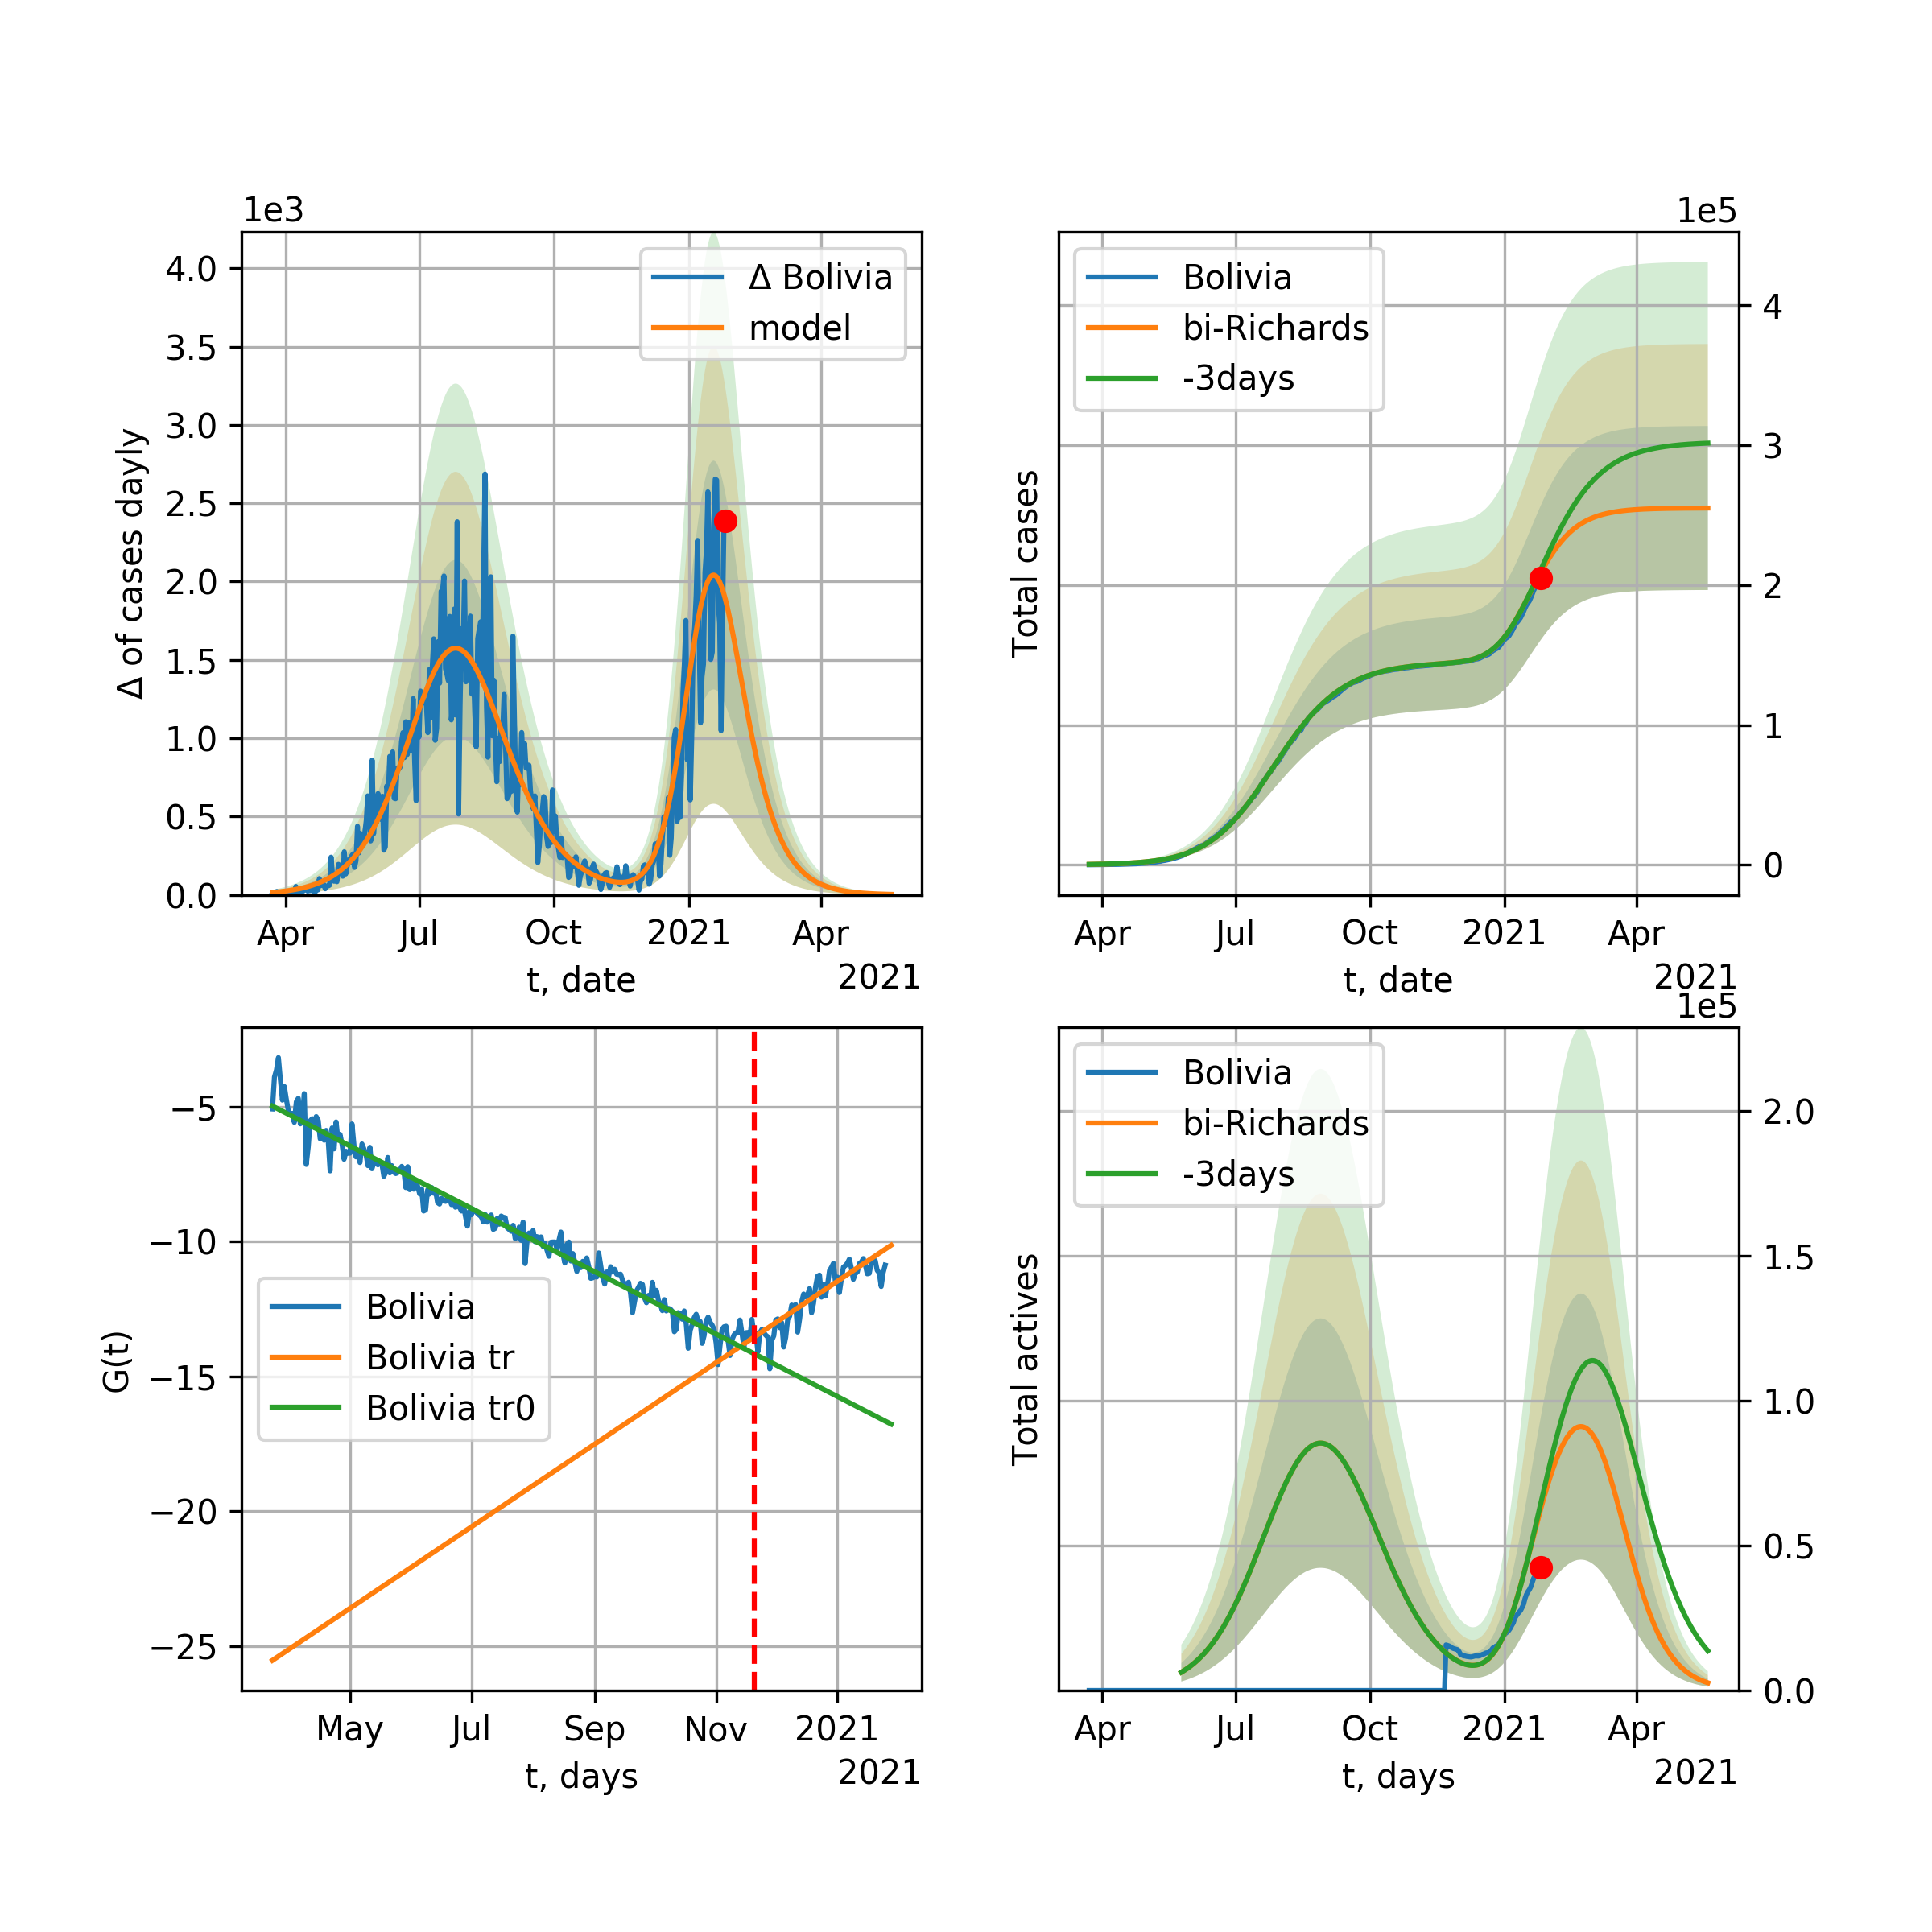 1e3
4.0
3.5
3.0
2.5
2.0
1.5
1.0
0.5
0.0
Δ of cases dayly
Δ Bolivia
model
Apr Jul Oct 2021 Apr
t, date
2021
1e5
Bolivia
bi-Richards
-3days
Total cases
4
3
2
1
0
Apr Jul Oct 2021 Apr
t, date
2021
−5
−10
−15
−20
−25
G(t)
Bolivia
Bolivia tr
Bolivia tr0
May Jul Sep Nov 2021
t, days
2021
1e5
Bolivia
bi-Richards
-3days
Total actives
2.0
1.5
1.0
0.5
0.0
Apr Jul Oct 2021 Apr
t, days
2021